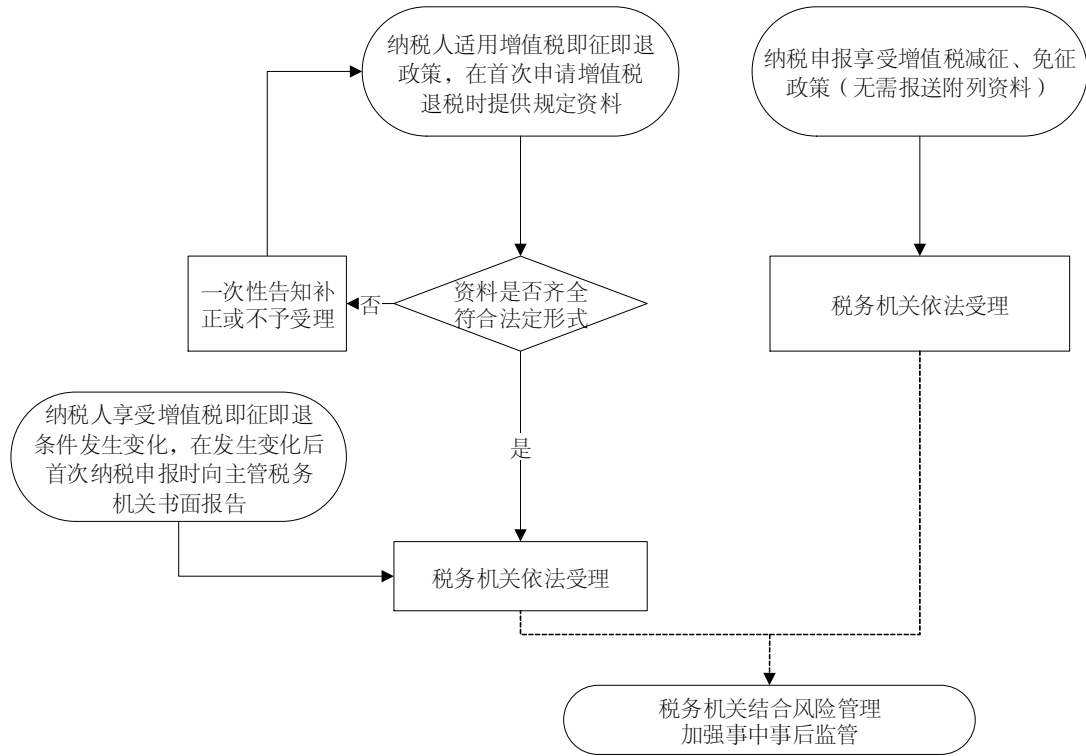 纳税人适用增值税即征即退
政策，在首次申请增值税
退税时提供规定资料
纳税申报享受增值税减征、免征
政策（无需报送附列资料）
一次性告知补
正或不予受理
否
资料是否齐全
符合法定形式
税务机关依法受理
纳税人享受增值税即征即退
条件发生变化，在发生变化后
首次纳税申报时向主管税务
机关书面报告
是
税务机关依法受理
税务机关结合风险管理
加强事中事后监管